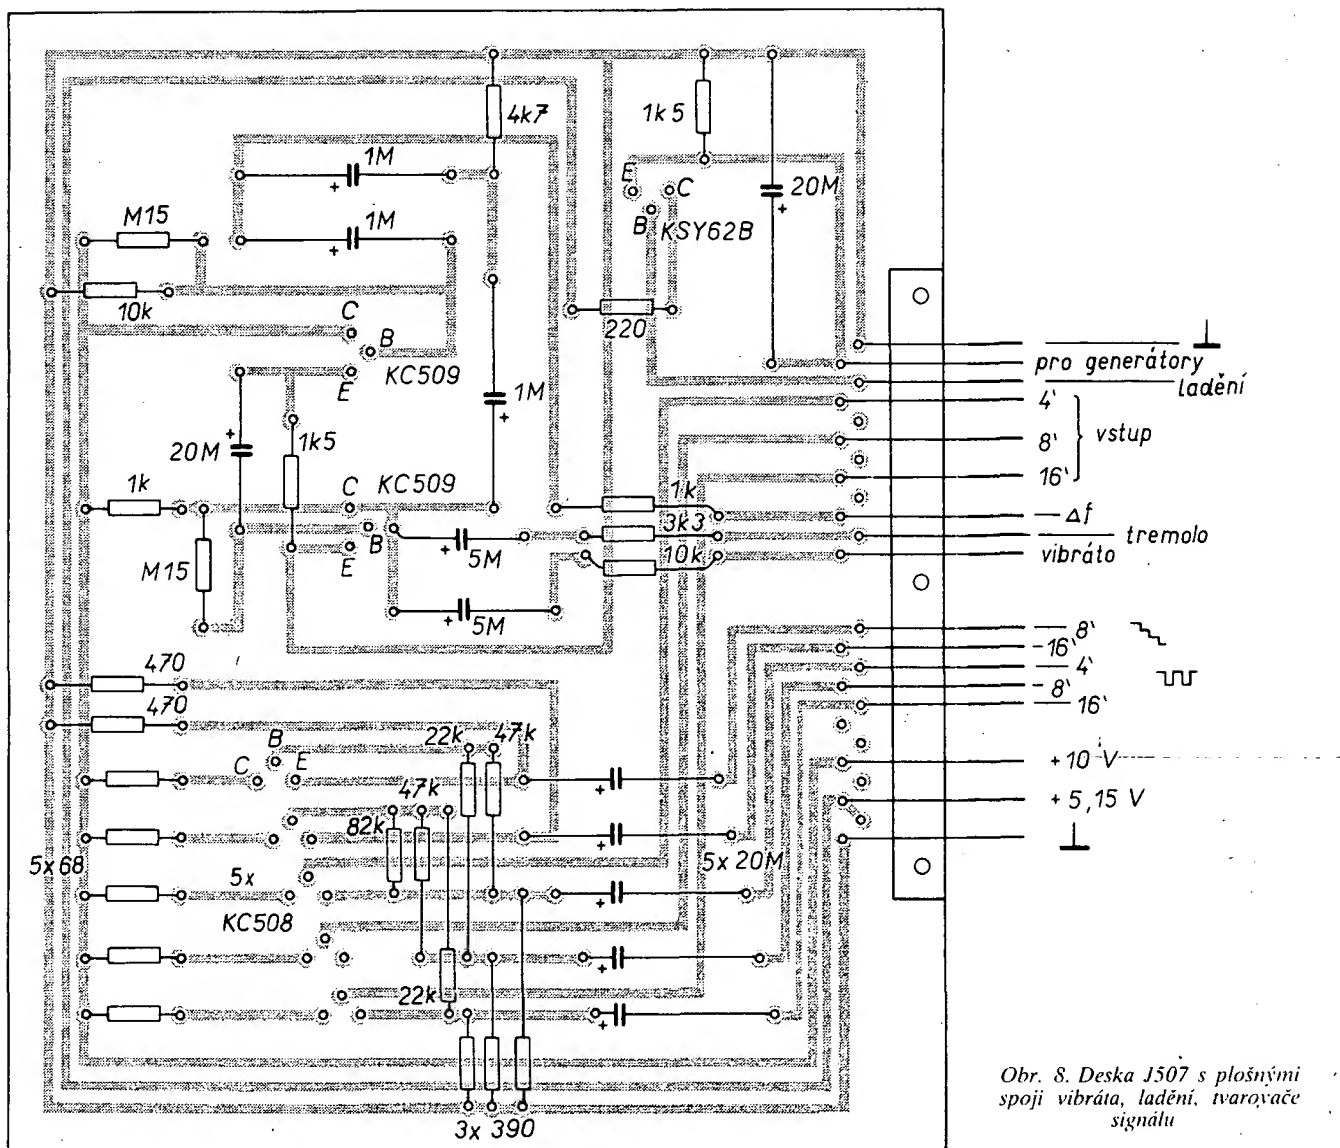 4k7
1k5
1M
E
C
20M
M15
1M
B
KSY62B
10k
C
220
B
KC509
pro generátory
E
ladění
1M
4'
1k5
8' vstup
20M
16'
1k
C
KC509
1k
− Δf
3k3
B
tremolo
M15
E
+ 5M
10k
vibráto
+ 5M
8'
-16'
470
4'
-8'
470
16'
B
22k
47k
C
E
+10 V
47k
+ 5,15 V
82k
5x68
5x
5x 20M
KC508
22k
3x 390
Obr. 8. Deska J507 s plošnými
spoji vibráta, ladění, tvarovače
signálu